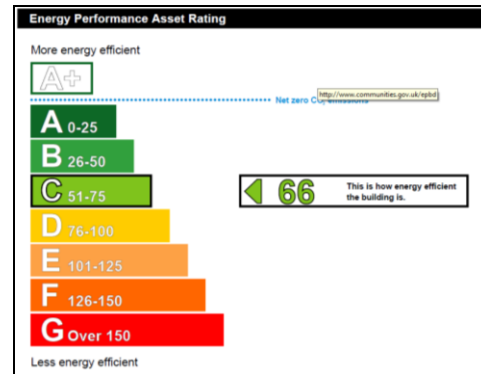 Energy Performance Asset Rating
More energy efficient
A+
http://www.communities.gov.uk/epbd
Net zero CO₂ emissions
A 0-25
B 26-50
C 51-75
66
This is how energy efficient
the building is.
D 76-100
E 101-125
F 126-150
G Over 150
Less energy efficient